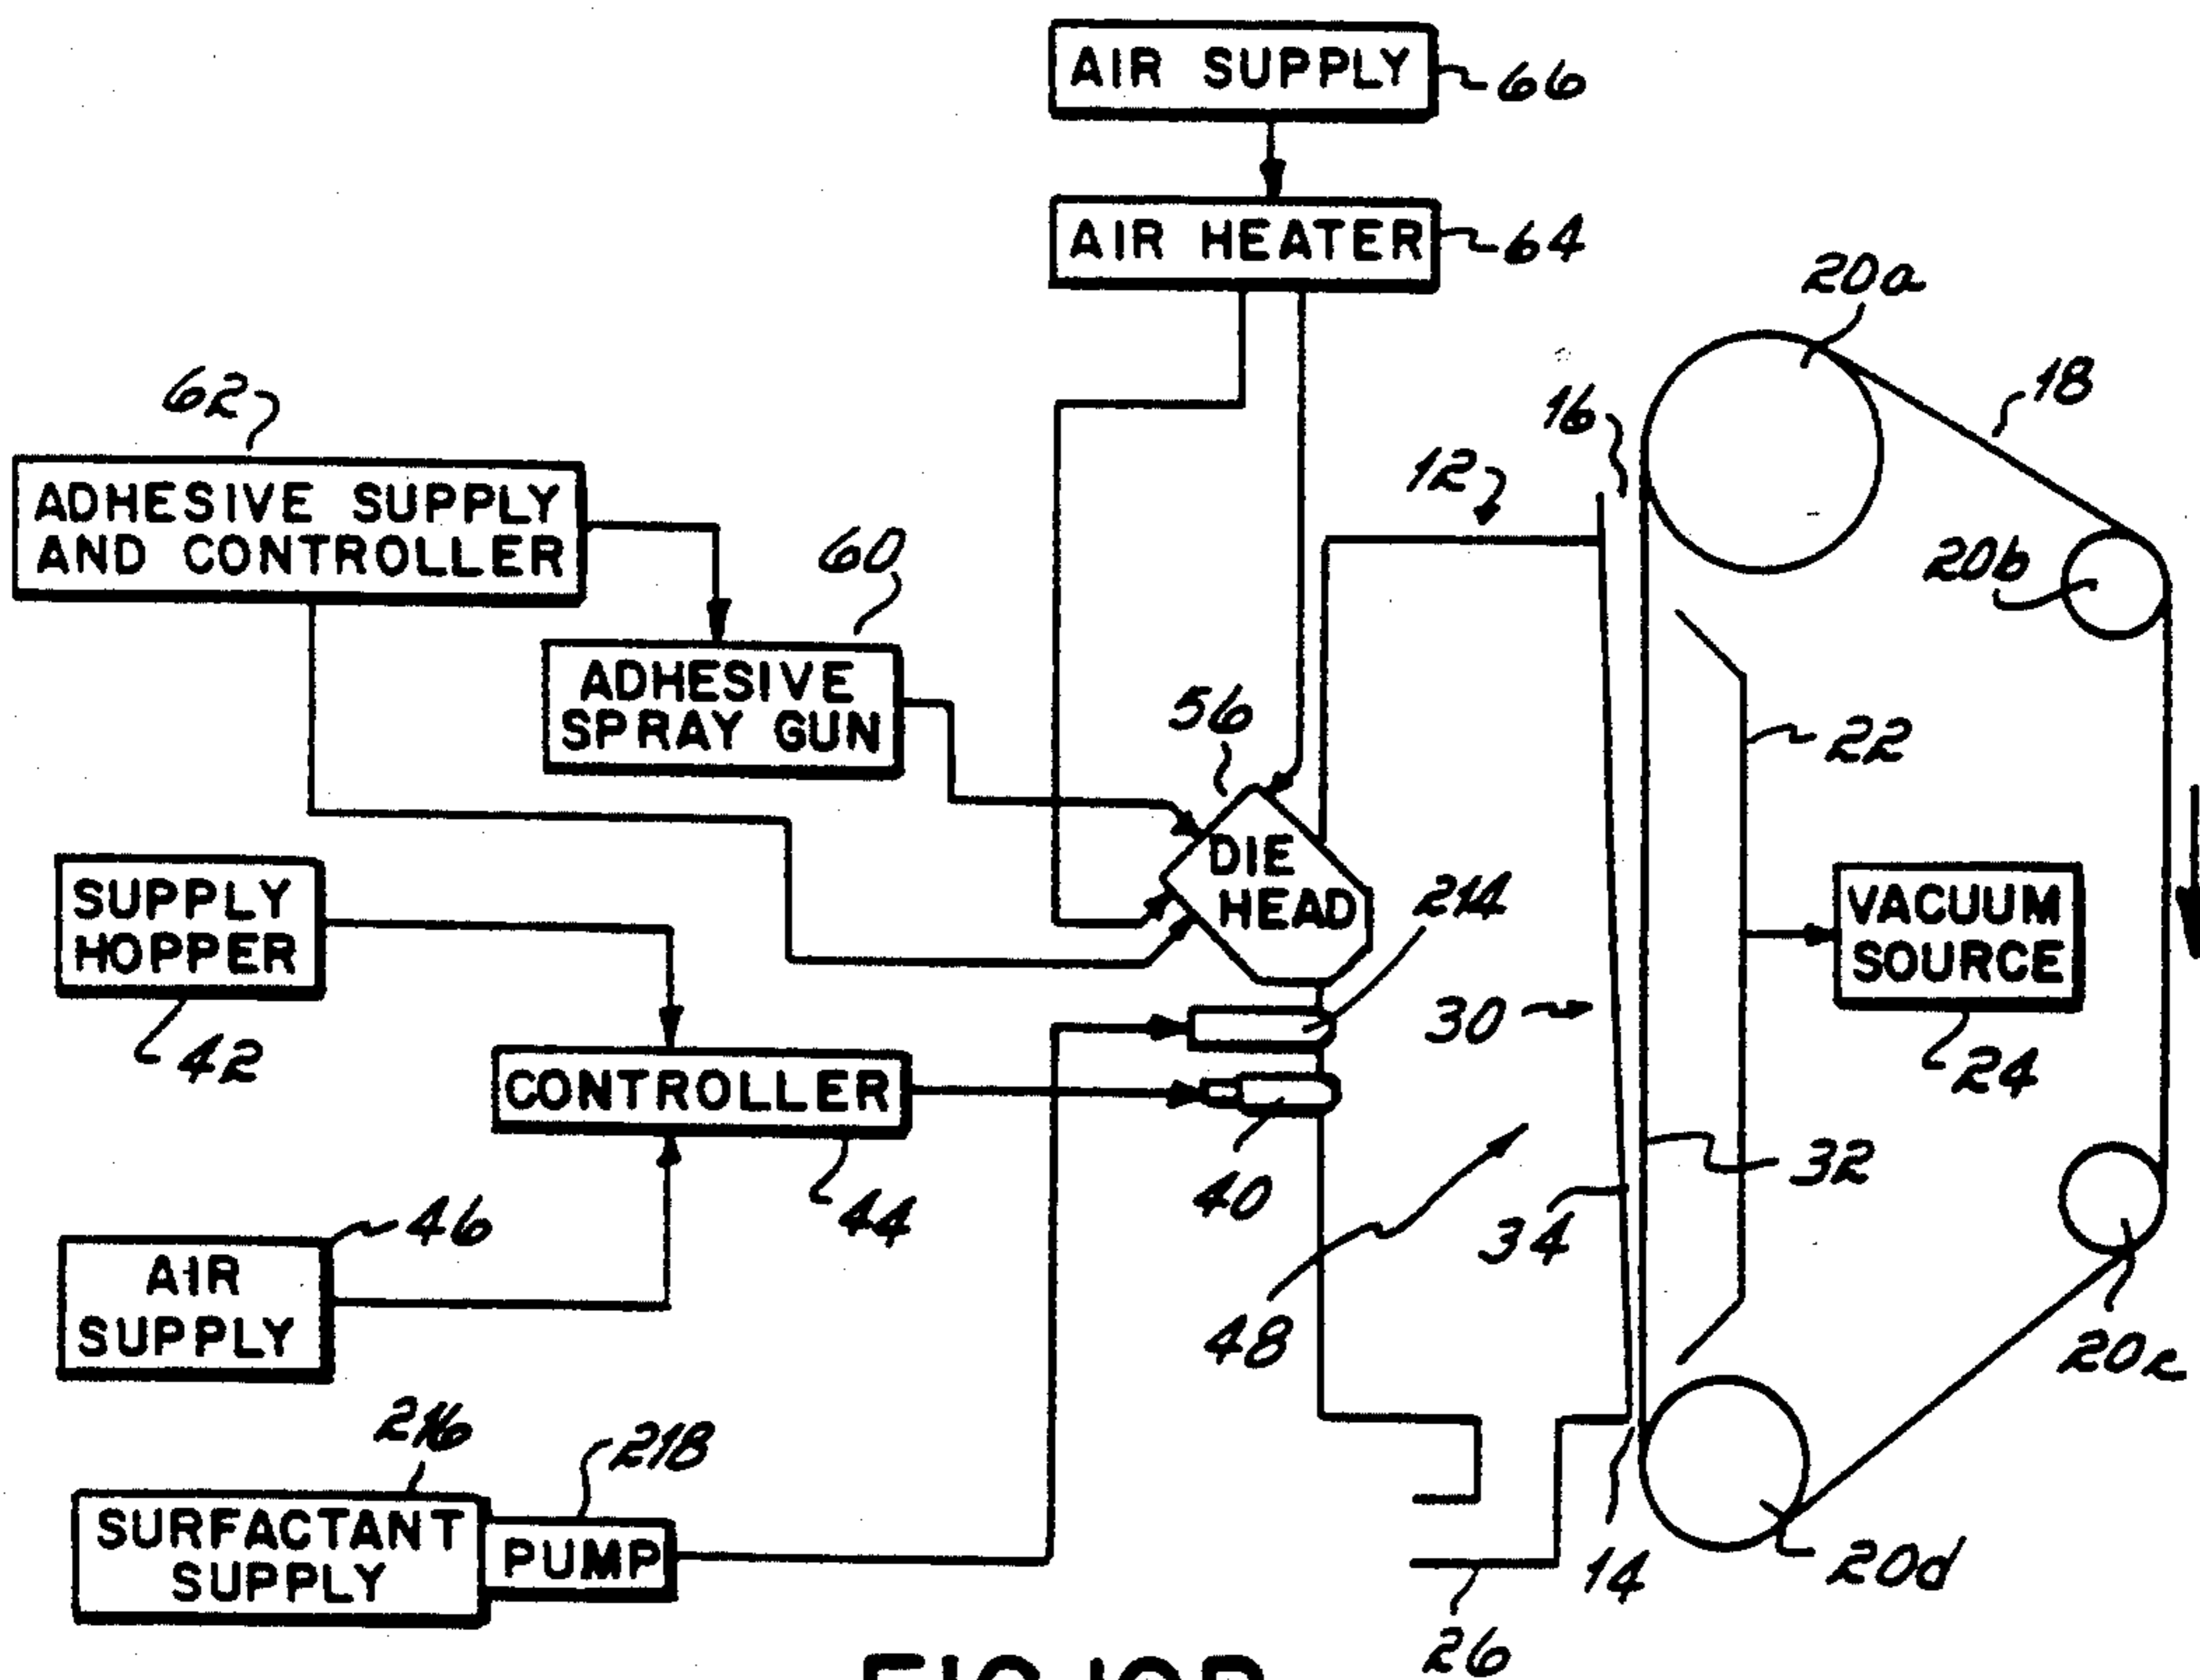 AIR SUPPLY
66
AIR HEATER
64
20a
18
16
12
62
ADHESIVE SUPPLY
AND CONTROLLER
60
20b
ADHESIVE
SPRAY GUN
56
22
DIE
HEAD
214
SUPPLY
HOPPER
VACUUM
SOURCE
30
42
24
CONTROLLER
40
32
44
46
34
AIR
SUPPLY
48
20c
216
218
SURFACTANT
SUPPLY
PUMP
14
20d
26